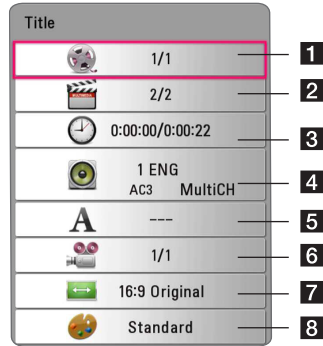 Title
1/1 1
2/2 2
0:00:00/0:00:22 3
1 ENG
AC3 MultiCH 4
A --- 5
1/1 6
16:9 Original 7
Standard 8